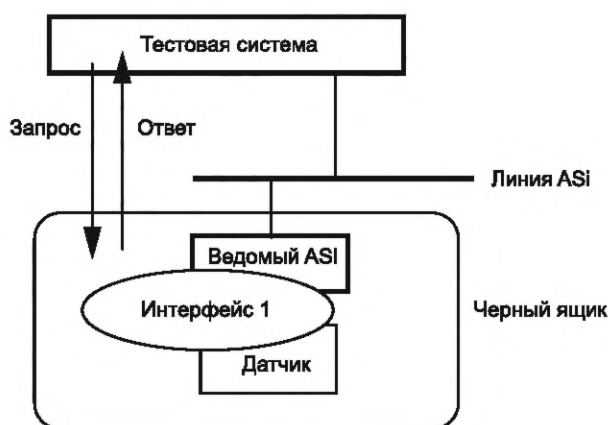 Тестовая система
Запрос
Ответ
Линия ASi
Ведомый ASI
Интерфейс 1
Черный ящик
Датчик